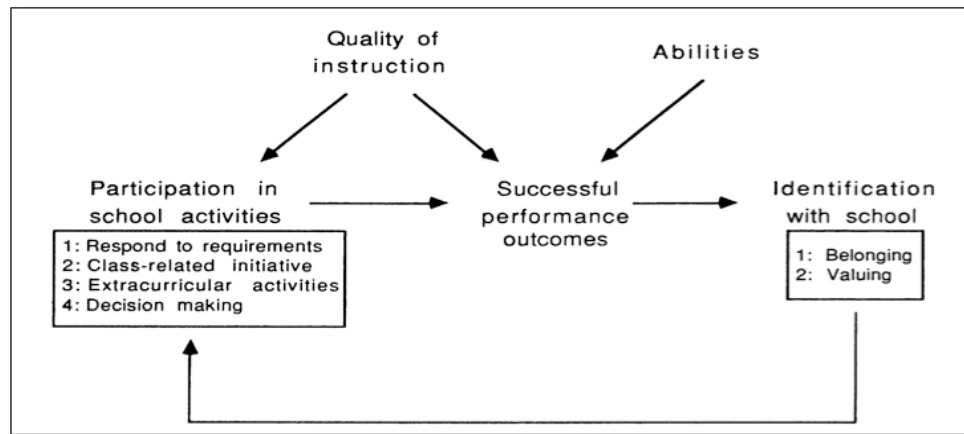 Quality of
instruction
Abilities
Participation in
school activities
1: Respond to requirements
2: Class-related initiative
3: Extracurricular activities
4: Decision making
Successful
performance
outcomes
Identification
with school
1: Belonging
2: Valuing